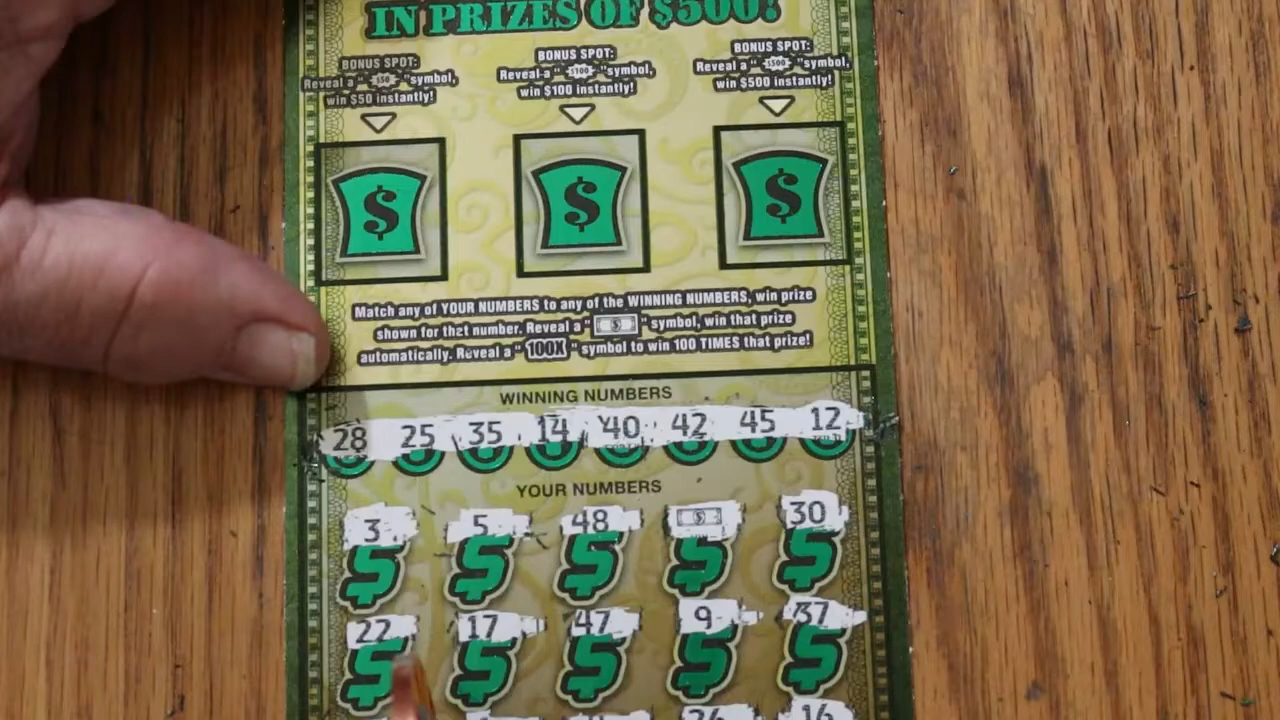 IN PRIZES OF $500!
BONUS SPOT:
Reveal a "$50" symbol,
win $50 instantly!
BONUS SPOT:
Reveal a "$100" symbol,
win $100 instantly!
BONUS SPOT:
Reveal a "$500" symbol,
win $500 instantly!
$ $ $
Match any of YOUR NUMBERS to any of the WINNING NUMBERS, win prize
shown for that number. Reveal a "$" symbol, win that prize
automatically. Reveal a "100X" symbol to win 100 TIMES that prize!
WINNING NUMBERS
28 25 35 14 40 42 45 12
YOUR NUMBERS
3 5 48 $ 30
$ $ $ $ $
22 17 47 9 37
$ $ $ $ $
26 16